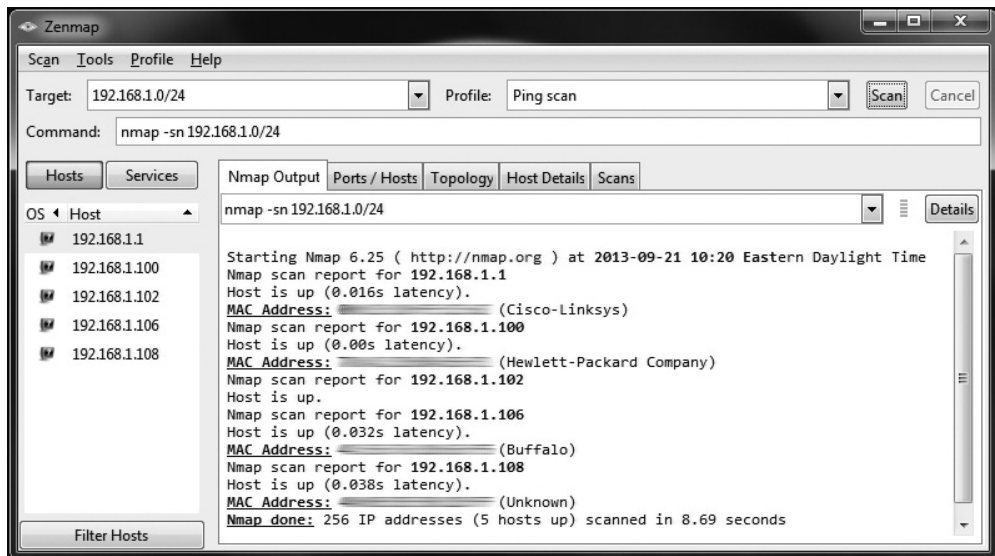 Zenmap
Scan Tools Profile Help
Target: 192.168.1.0/24 Profile: Ping scan Scan Cancel
Command: nmap -sn 192.168.1.0/24
Hosts Services
OS Host
192.168.1.1
192.168.1.100
192.168.1.102
192.168.1.106
192.168.1.108
Filter Hosts
Nmap Output Ports / Hosts Topology Host Details Scans
nmap -sn 192.168.1.0/24 Details
Starting Nmap 6.25 ( http://nmap.org ) at 2013-09-21 10:20 Eastern Daylight Time
Nmap scan report for 192.168.1.1
Host is up (0.016s latency).
MAC Address: (Cisco-Linksys)
Nmap scan report for 192.168.1.100
Host is up (0.00s latency).
MAC Address: (Hewlett-Packard Company)
Nmap scan report for 192.168.1.102
Host is up.
Nmap scan report for 192.168.1.106
Host is up (0.032s latency).
MAC Address: (Buffalo)
Nmap scan report for 192.168.1.108
Host is up (0.038s latency).
MAC Address: (Unknown)
Nmap done: 256 IP addresses (5 hosts up) scanned in 8.69 seconds